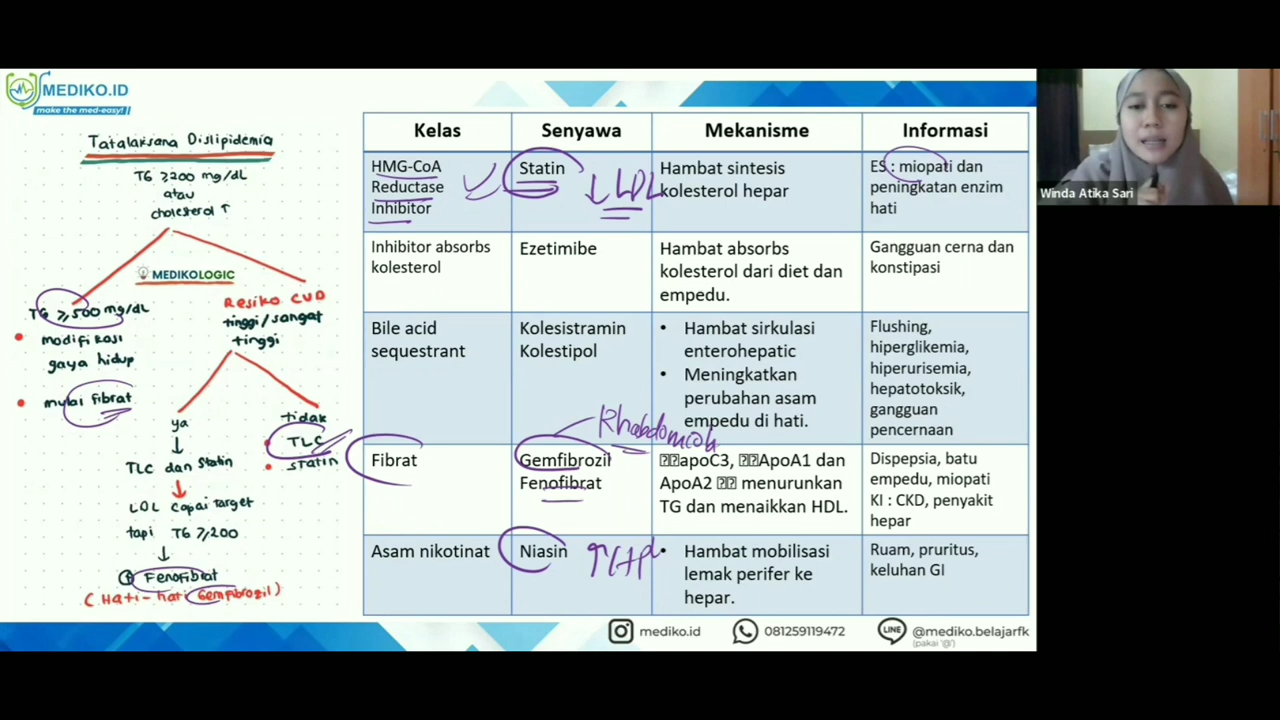 MEDIKO.ID
make the med-easy!
Tatalaksana Dislipidemia
TG ≥200 mg/dL
atau
cholesterol ↑
MEDIKOLOGIC
TG ≥500 mg/dL
• modifikasi
gaya hidup
• mulai fibrat
Resiko CVD
tinggi/sangat
tinggi
ya
↓
TLC dan Statin
↓
LDL capai target
tapi TG ≥200
↓
⊕ Fenofibrat
(Hati-hati Gemfibrozil)
tidak
• TLC
• Statin
Kelas
Senyawa
Mekanisme
Informasi
HMG-CoA
Reductase
Inhibitor
Statin
↓ LDL
Hambat sintesis
kolesterol hepar
ES : miopati dan
peningkatan enzim
hati
Inhibitor absorbs
kolesterol
Ezetimibe
Hambat absorbs
kolesterol dari diet dan
empedu.
Gangguan cerna dan
konstipasi
Bile acid
sequestrant
Kolesistramin
Kolestipol
• Hambat sirkulasi
enterohepatic
• Meningkatkan
perubahan asam
empedu di hati.
Flushing,
hiperglikemia,
hiperurisemia,
hepatotoksik,
gangguan
pencernaan
Fibrat
Gemfibrozil
Fenofibrat
apoC3, ApoA1 dan
ApoA2 menurunkan
TG dan menaikkan HDL.
Dispepsia, batu
empedu, miopati
KI : CKD, penyakit
hepar
Asam nikotinat
Niasin
• Hambat mobilisasi
lemak perifer ke
hepar.
Ruam, pruritus,
keluhan GI
mediko.id
081259119472
LINE
@mediko.belajarfk
(pakai '@')
Winda Atika Sari